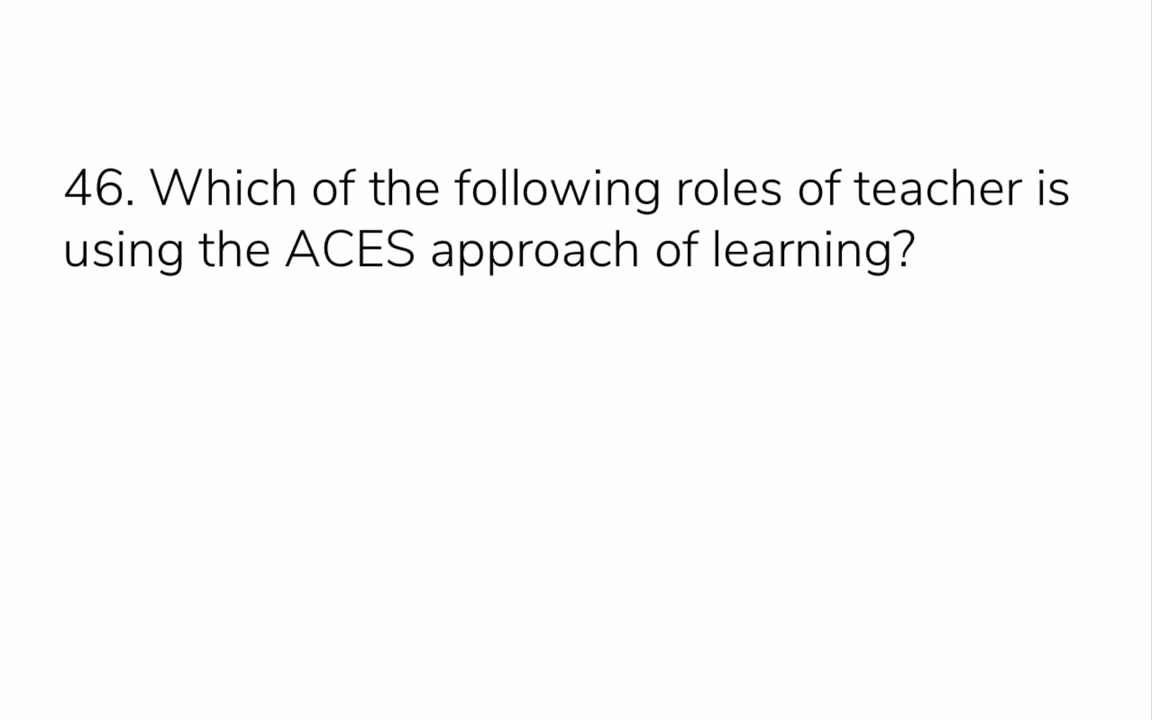 46. Which of the following roles of teacher is
using the ACES approach of learning?